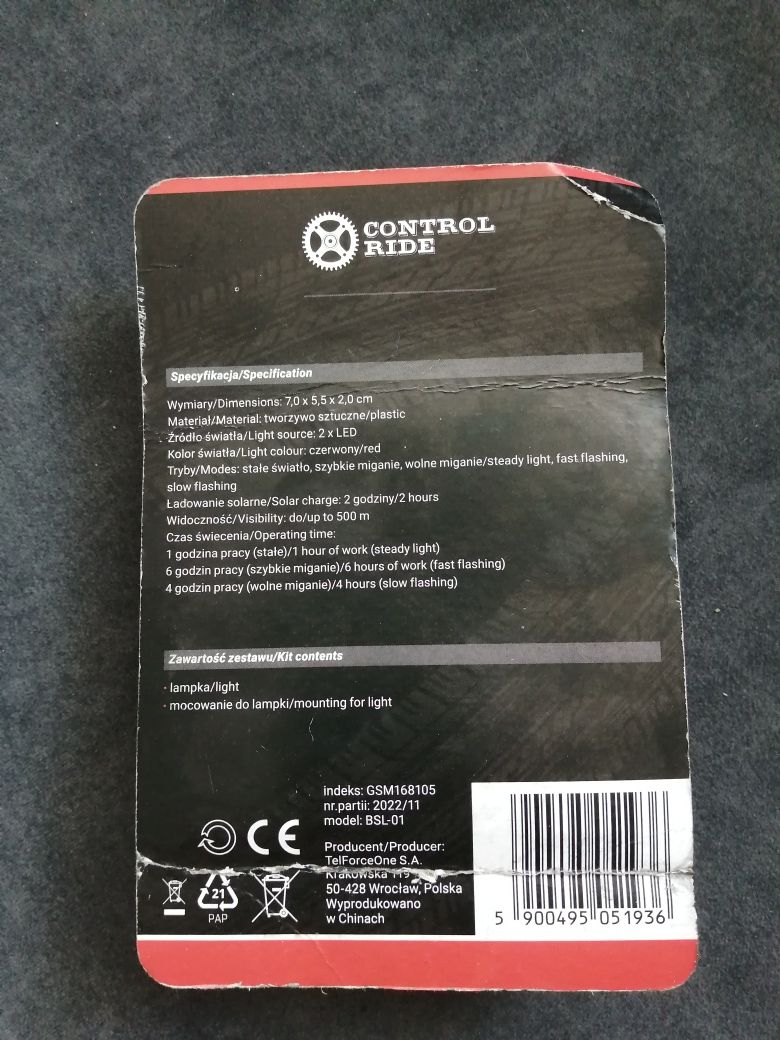 CONTROL
RIDE
Specyfikacja/Specification
Wymiary/Dimensions: 7,0 x 5,5 x 2,0 cm
Materiał/Material: tworzywo sztuczne/plastic
Źródło światła/Light source: 2 x LED
Kolor światła/Light colour: czerwony/red
Tryby/Modes: stałe światło, szybkie miganie, wolne miganie/steady light, fast flashing,
slow flashing
Ładowanie solarne/Solar charge: 2 godziny/2 hours
Widoczność/Visibility: do/up to 500 m
Czas świecenia/Operating time:
1 godzina pracy (stałe)/1 hour of work (steady light)
6 godzin pracy (szybkie miganie)/6 hours of work (fast flashing)
4 godzin pracy (wolne miganie)/4 hours (slow flashing)
Zawartość zestawu/Kit contents
· lampka/light
· mocowanie do lampki/mounting for light
indeks: GSM168105
nr.partii: 2022/11
model: BSL-01
CE
Producent/Producer:
TelForceOne S.A.
Krakowska 119
50-428 Wrocław, Polska
Wyprodukowano
w Chinach
21
PAP
5 900495 051936